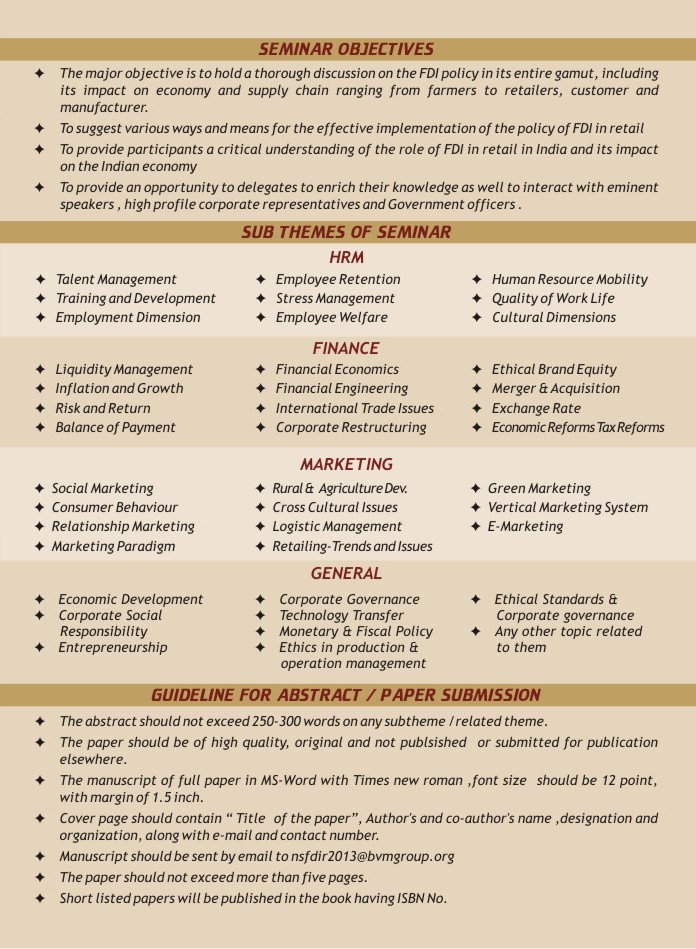 SEMINAR OBJECTIVES
✦ The major objective is to hold a thorough discussion on the FDI policy in its entire gamut, including
its impact on economy and supply chain ranging from farmers to retailers, customer and
manufacturer.
✦ To suggest various ways and means for the effective implementation of the policy of FDI in retail
✦ To provide participants a critical understanding of the role of FDI in retail in India and its impact
on the Indian economy
✦ To provide an opportunity to delegates to enrich their knowledge as well to interact with eminent
speakers , high profile corporate representatives and Government officers .
SUB THEMES OF SEMINAR
HRM
✦ Talent Management ✦ Employee Retention ✦ Human Resource Mobility
✦ Training and Development ✦ Stress Management ✦ Quality of Work Life
✦ Employment Dimension ✦ Employee Welfare ✦ Cultural Dimensions
FINANCE
✦ Liquidity Management ✦ Financial Economics ✦ Ethical Brand Equity
✦ Inflation and Growth ✦ Financial Engineering ✦ Merger & Acquisition
✦ Risk and Return ✦ International Trade Issues ✦ Exchange Rate
✦ Balance of Payment ✦ Corporate Restructuring ✦ Economic Reforms Tax Reforms
MARKETING
✦ Social Marketing ✦ Rural & Agriculture Dev. ✦ Green Marketing
✦ Consumer Behaviour ✦ Cross Cultural Issues ✦ Vertical Marketing System
✦ Relationship Marketing ✦ Logistic Management ✦ E-Marketing
✦ Marketing Paradigm ✦ Retailing-Trends and Issues
GENERAL
✦ Economic Development ✦ Corporate Governance ✦ Ethical Standards &
✦ Corporate Social ✦ Technology Transfer Corporate governance
Responsibility ✦ Monetary & Fiscal Policy ✦ Any other topic related
✦ Entrepreneurship ✦ Ethics in production & to them
operation management
GUIDELINE FOR ABSTRACT / PAPER SUBMISSION
✦ The abstract should not exceed 250-300 words on any subtheme / related theme.
✦ The paper should be of high quality, original and not publsished or submitted for publication
elsewhere.
✦ The manuscript of full paper in MS-Word with Times new roman ,font size should be 12 point,
with margin of 1.5 inch.
✦ Cover page should contain “ Title of the paper”, Author's and co-author's name ,designation and
organization, along with e-mail and contact number.
✦ Manuscript should be sent by email to nsfdir2013@bvmgroup.org
✦ The paper should not exceed more than five pages.
✦ Short listed papers will be published in the book having ISBN No.